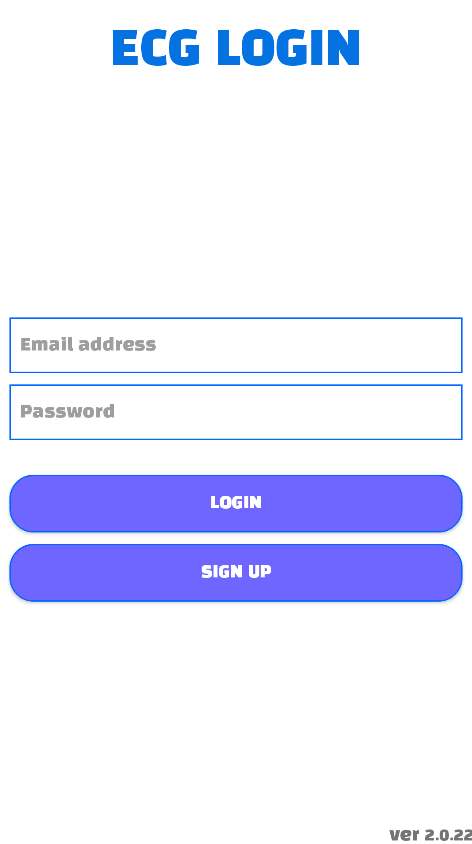 ECG LOGIN
Email address
Password
LOGIN
SIGN UP
ver 2.0.22